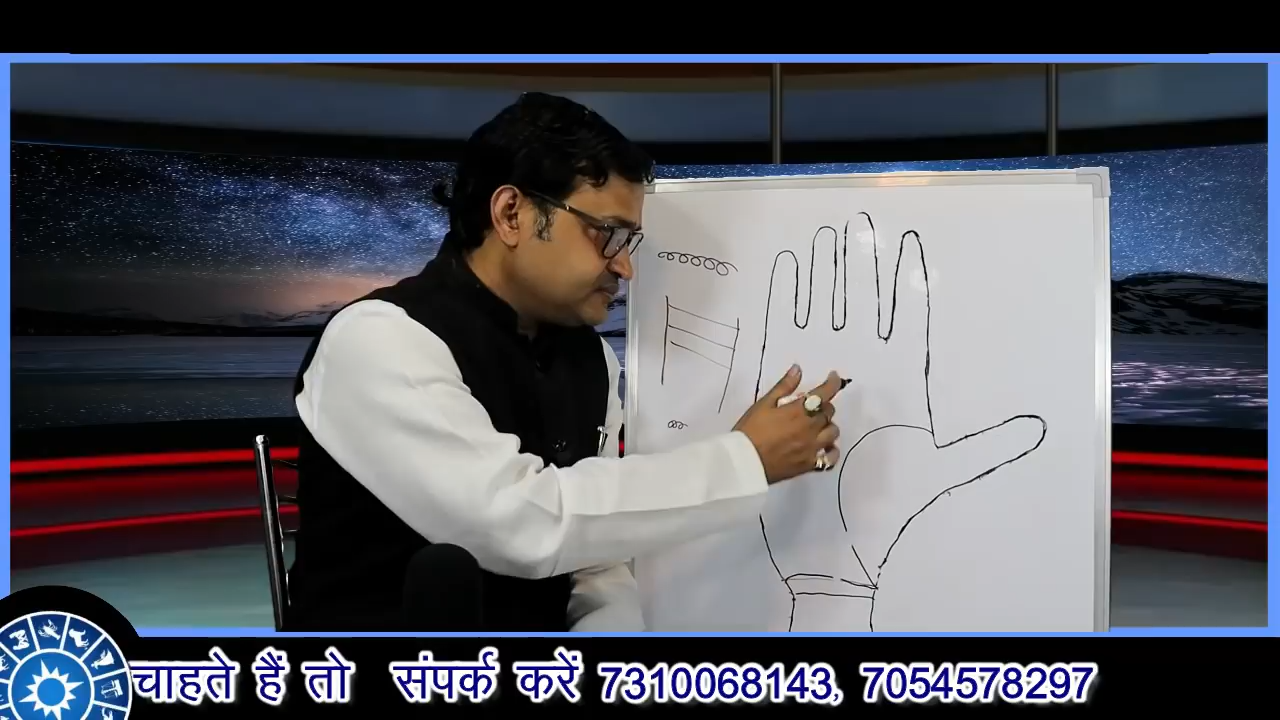 चाहते हैं तो संपर्क करें 7310068143, 7054578297